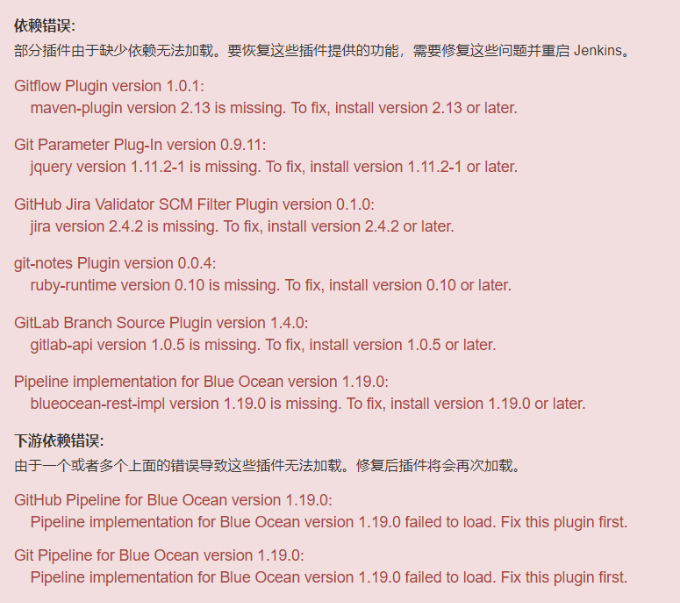 依赖错误:
部分插件由于缺少依赖无法加载。要恢复这些插件提供的功能，需要修复这些问题并重启 Jenkins。
Gitflow Plugin version 1.0.1:
maven-plugin version 2.13 is missing. To fix, install version 2.13 or later.
Git Parameter Plug-In version 0.9.11:
jquery version 1.11.2-1 is missing. To fix, install version 1.11.2-1 or later.
GitHub Jira Validator SCM Filter Plugin version 0.1.0:
jira version 2.4.2 is missing. To fix, install version 2.4.2 or later.
git-notes Plugin version 0.0.4:
ruby-runtime version 0.10 is missing. To fix, install version 0.10 or later.
GitLab Branch Source Plugin version 1.4.0:
gitlab-api version 1.0.5 is missing. To fix, install version 1.0.5 or later.
Pipeline implementation for Blue Ocean version 1.19.0:
blueocean-rest-impl version 1.19.0 is missing. To fix, install version 1.19.0 or later.
下游依赖错误:
由于一个或者多个上面的错误导致这些插件无法加载。修复后插件将会再次加载。
GitHub Pipeline for Blue Ocean version 1.19.0:
Pipeline implementation for Blue Ocean version 1.19.0 failed to load. Fix this plugin first.
Git Pipeline for Blue Ocean version 1.19.0:
Pipeline implementation for Blue Ocean version 1.19.0 failed to load. Fix this plugin first.